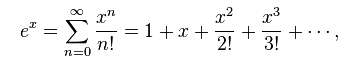 e^x = \sum_{n=0}^{\infty} \frac{x^n}{n!} = 1 + x + \frac{x^2}{2!} + \frac{x^3}{3!} + \cdots,